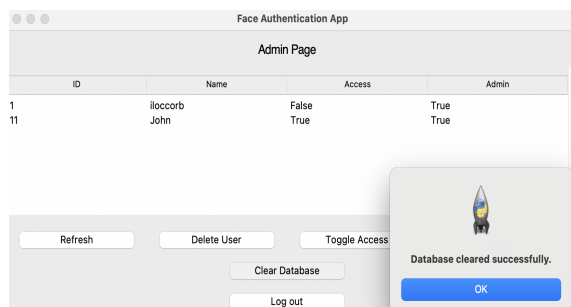 Face Authentication App
Admin Page
ID Name Access Admin
1 iloccorb False True
11 John True True
Refresh Delete User Toggle Access
Clear Database
Log out
Database cleared successfully.
OK